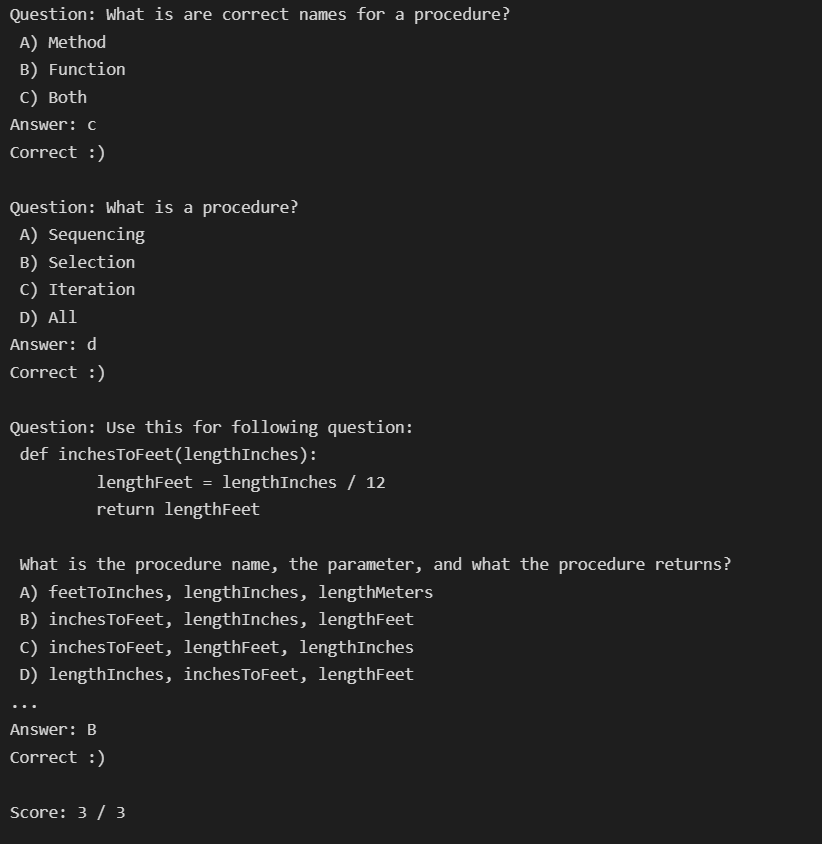 Question: What is are correct names for a procedure?
A) Method
B) Function
C) Both
Answer: c
Correct :)
Question: What is a procedure?
A) Sequencing
B) Selection
C) Iteration
D) All
Answer: d
Correct :)
Question: Use this for following question:
def inchesToFeet(lengthInches):
lengthFeet = lengthInches / 12
return lengthFeet
What is the procedure name, the parameter, and what the procedure returns?
A) feetToInches, lengthInches, lengthMeters
B) inchesToFeet, lengthInches, lengthFeet
C) inchesToFeet, lengthFeet, lengthInches
D) lengthInches, inchesToFeet, lengthFeet
...
Answer: B
Correct :)
Score: 3 / 3